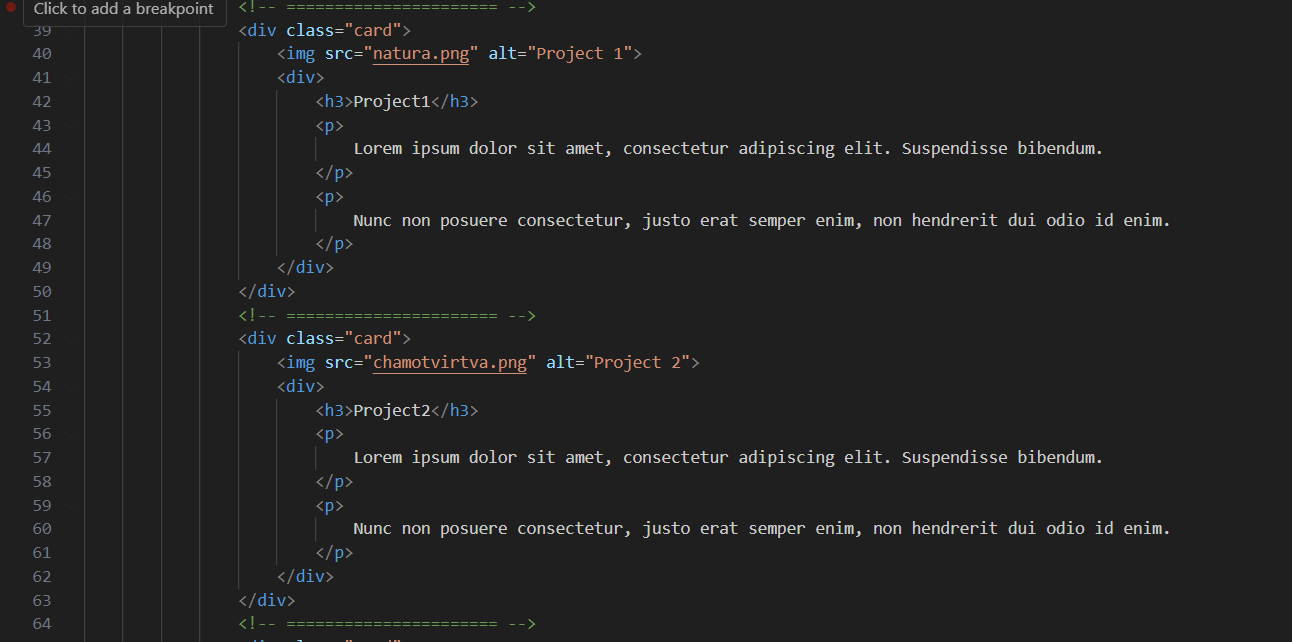 Click to add a breakpoint <!-- ====================== -->
39 <div class="card">
40 <img src="natura.png" alt="Project 1">
41 <div>
42 <h3>Project1</h3>
43 <p>
44 Lorem ipsum dolor sit amet, consectetur adipiscing elit. Suspendisse bibendum.
45 </p>
46 <p>
47 Nunc non posuere consectetur, justo erat semper enim, non hendrerit dui odio id enim.
48 </p>
49 </div>
50 </div>
51 <!-- ====================== -->
52 <div class="card">
53 <img src="chamotvirtva.png" alt="Project 2">
54 <div>
55 <h3>Project2</h3>
56 <p>
57 Lorem ipsum dolor sit amet, consectetur adipiscing elit. Suspendisse bibendum.
58 </p>
59 <p>
60 Nunc non posuere consectetur, justo erat semper enim, non hendrerit dui odio id enim.
61 </p>
62 </div>
63 </div>
64 <!-- ====================== -->